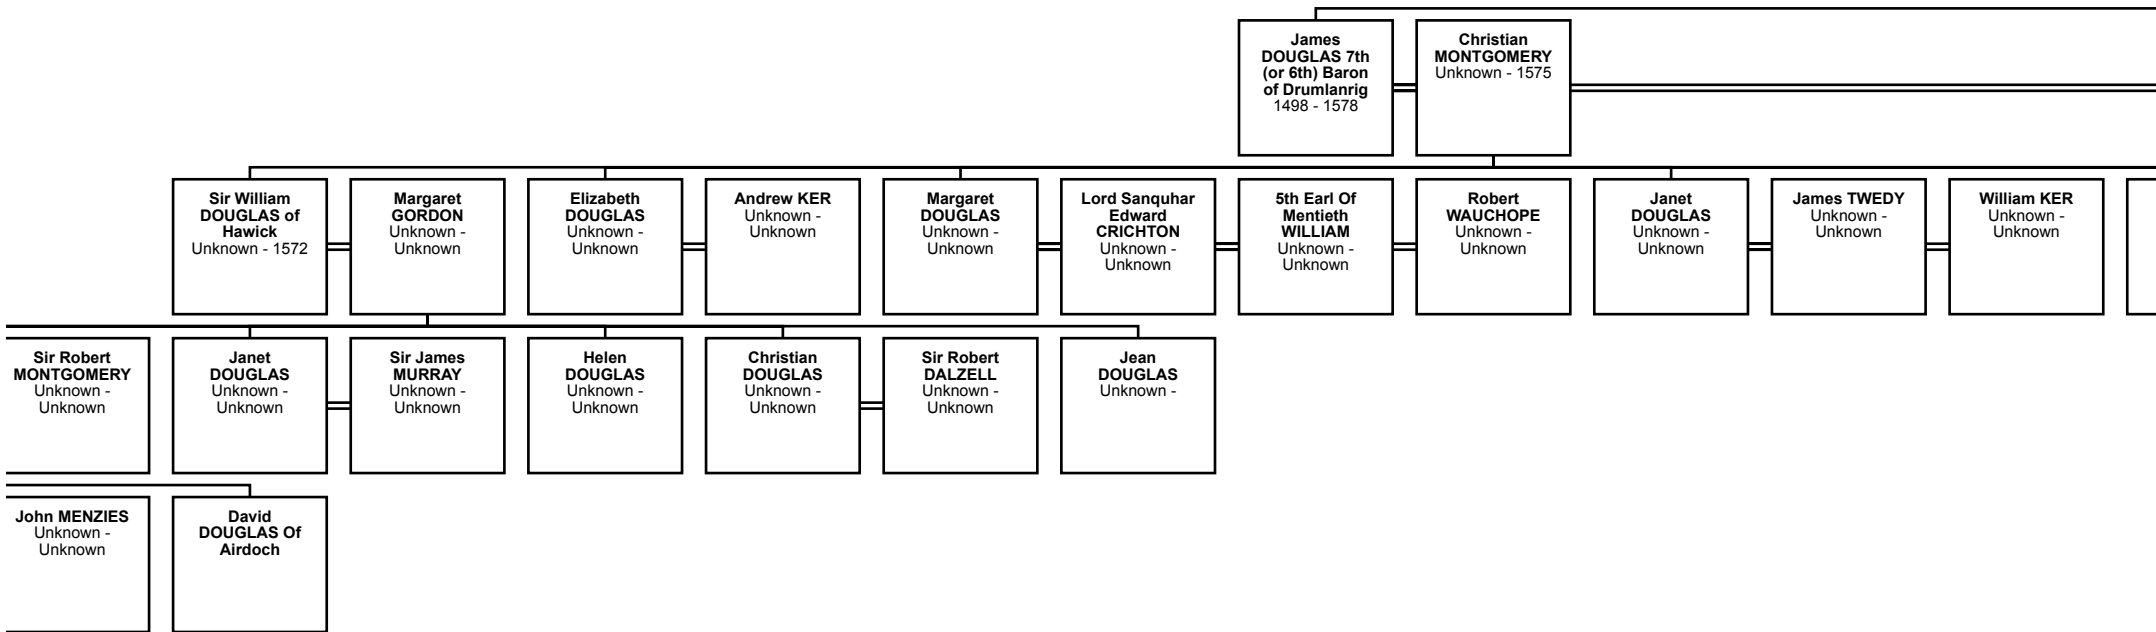 James
DOUGLAS 7th
(or 6th) Baron
of Drumlanrig
1498 - 1578
Christian
MONTGOMERY
Unknown - 1575
Sir William
DOUGLAS of
Hawick
Unknown - 1572
Margaret
GORDON
Unknown -
Unknown
Elizabeth
DOUGLAS
Unknown -
Unknown
Andrew KER
Unknown -
Unknown
Margaret
DOUGLAS
Unknown -
Unknown
Lord Sanquhar
Edward
CRICHTON
Unknown -
Unknown
5th Earl Of
Mentieth
WILLIAM
Unknown -
Unknown
Robert
WAUCHOPE
Unknown -
Unknown
Janet
DOUGLAS
Unknown -
Unknown
James TWEDY
Unknown -
Unknown
William KER
Unknown -
Unknown
Sir Robert
MONTGOMERY
Unknown -
Unknown
Janet
DOUGLAS
Unknown -
Unknown
Sir James
MURRAY
Unknown -
Unknown
Helen
DOUGLAS
Unknown -
Unknown
Christian
DOUGLAS
Unknown -
Unknown
Sir Robert
DALZELL
Unknown -
Unknown
Jean
DOUGLAS
Unknown -
John MENZIES
Unknown -
Unknown
David
DOUGLAS Of
Airdoch